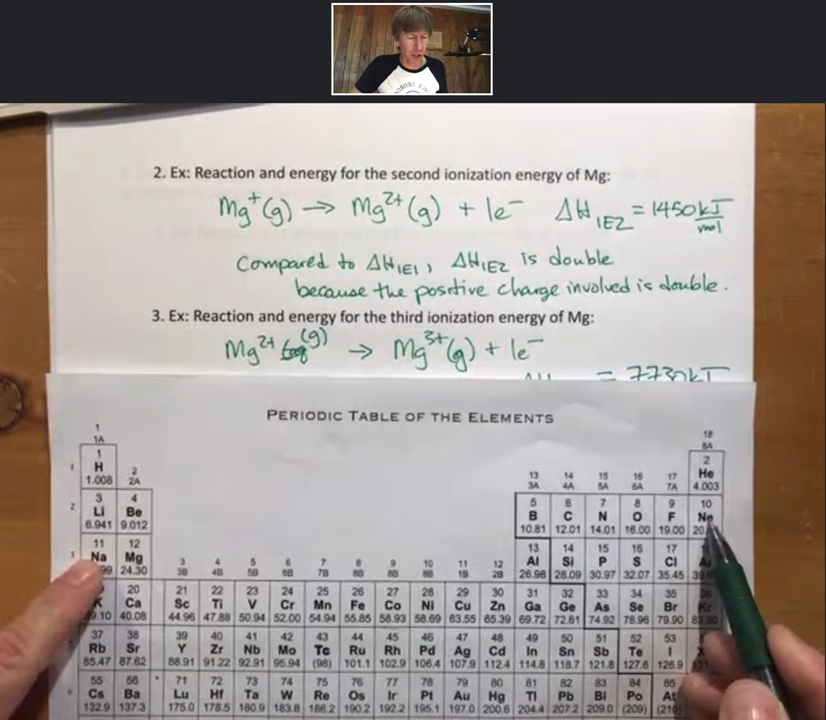 2. Ex: Reaction and energy for the second ionization energy of Mg:
Mg⁺(g) → Mg²⁺(g) + 1e⁻ ΔH_IE2 = 1450 kJ/mol
Compared to ΔH_IE1, ΔH_IE2 is double
because the positive charge involved is double.
3. Ex: Reaction and energy for the third ionization energy of Mg:
Mg²⁺ (g) → Mg³⁺(g) + 1e⁻
= 7730 kJ
PERIODIC TABLE OF THE ELEMENTS
1 18
1A 8A
1 2 13 14 15 16 17 2
H 2A 3A 4A 5A 6A 7A He
1.008 4.003
2 3 4 5 6 7 8 9 10
Li Be B C N O F Ne
6.941 9.012 10.81 12.01 14.01 16.00 19.00
11 12 13 14 15 16 17
Na Mg 3 4 5 6 7 8 9 10 11 12 Al Si P S Cl
24.30 3B 4B 5B 6B 7B 8B 8B 8B 1B 2B 26.98 28.09 30.97 32.07 35.45
20 21 22 23 24 25 26 27 28 29 30 31 32 33 34 35 36
K Ca Sc Ti V Cr Mn Fe Co Ni Cu Zn Ga Ge As Se Br Kr
39.10 40.08 44.96 47.88 50.94 52.00 54.94 55.85 58.93 58.69 63.55 65.39 69.72 72.61 74.92 78.96 79.90 83.80
37 38 39 40 41 42 43 44 45 46 47 48 49 50 51 52 53
Rb Sr Y Zr Nb Mo Tc Ru Rh Pd Ag Cd In Sn Sb Te I
85.47 87.62 88.91 91.22 92.91 95.94 (98) 101.1 102.9 106.4 107.9 112.4 114.8 118.7 121.8 127.6 126.9
55 56 * 71 72 73 74 75 76 77 78 79 80 81 82 83 84 85
Cs Ba Lu Hf Ta W Re Os Ir Pt Au Hg Tl Pb Bi Po At
132.9 137.3 175.0 178.5 180.9 183.8 186.2 190.2 192.2 195.1 197.0 200.6 204.4 207.2 209.0 (209) (210)